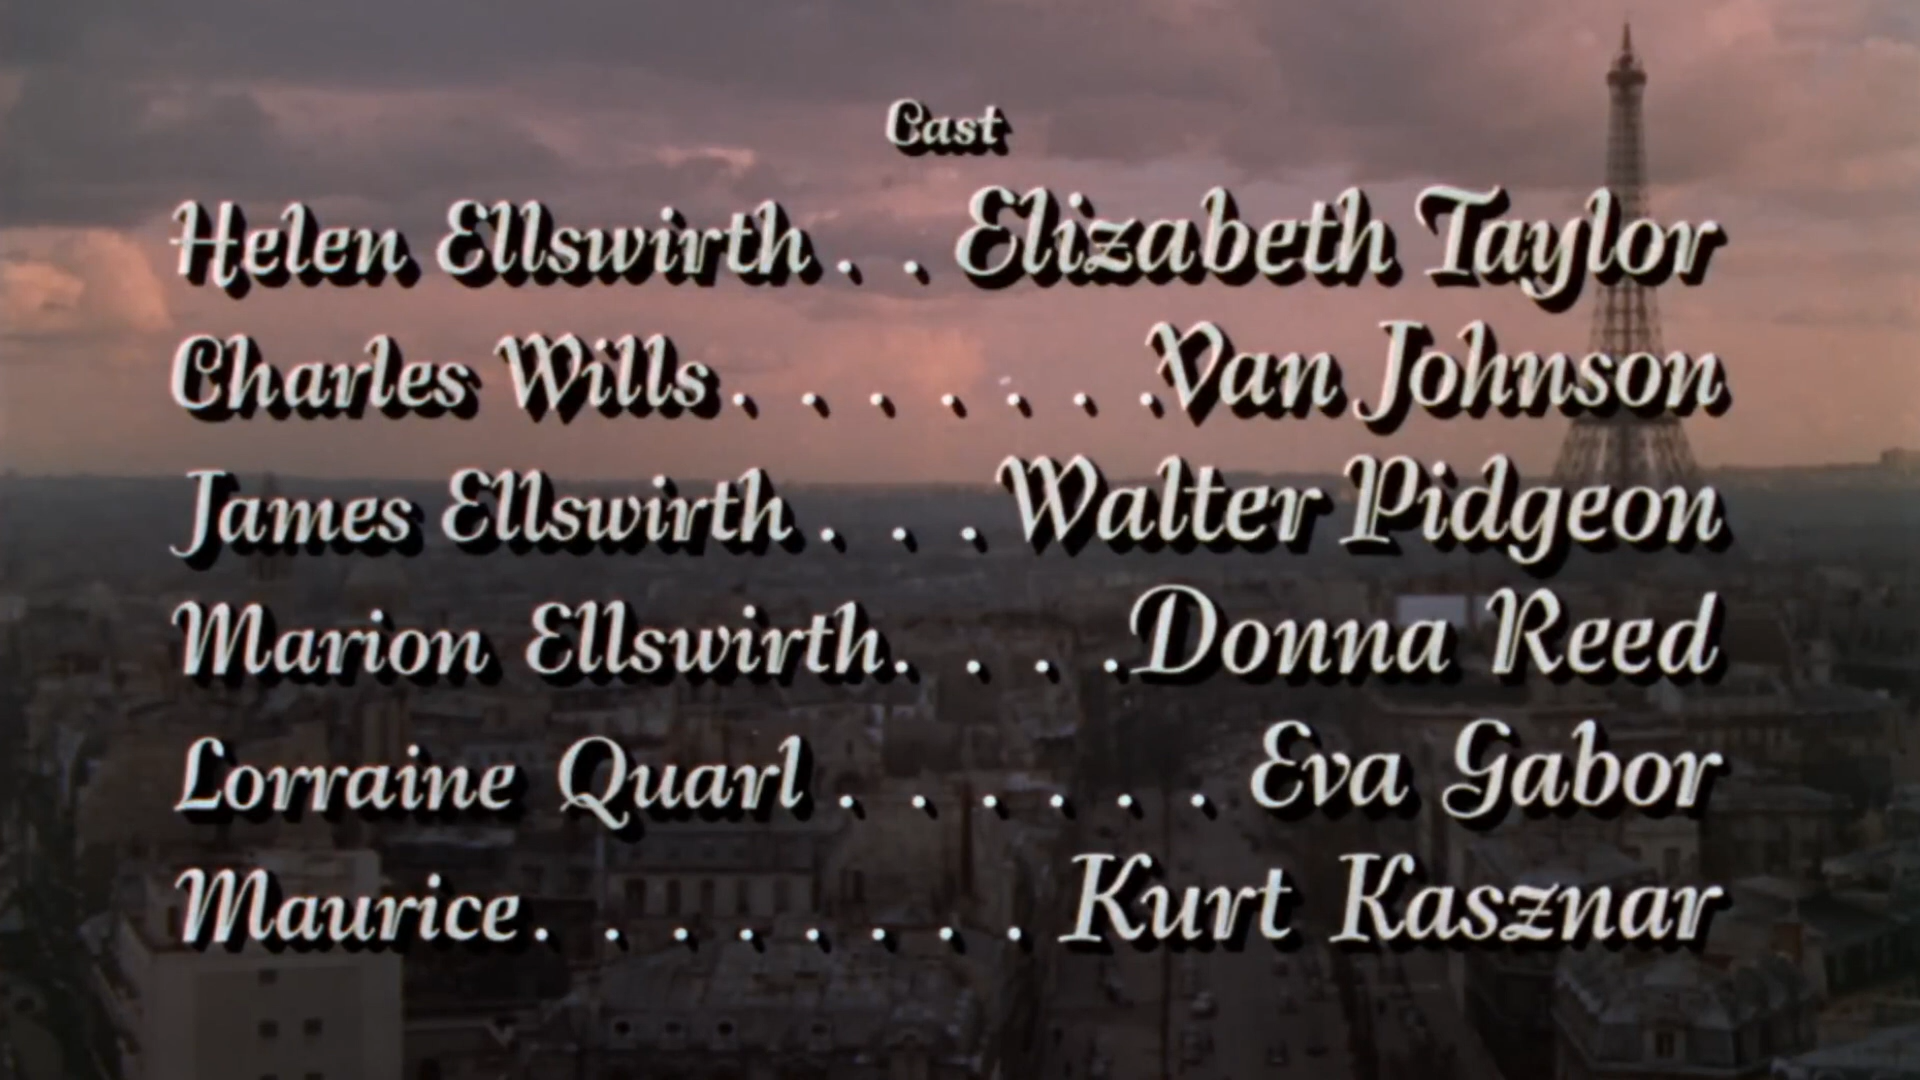 Cast
Helen Ellswirth . . Elizabeth Taylor
Charles Wills . . . . . . . Van Johnson
James Ellswirth . . . Walter Pidgeon
Marion Ellswirth . . . . Donna Reed
Lorraine Quarl . . . . . . Eva Gabor
Maurice . . . . . . . . Kurt Kasznar